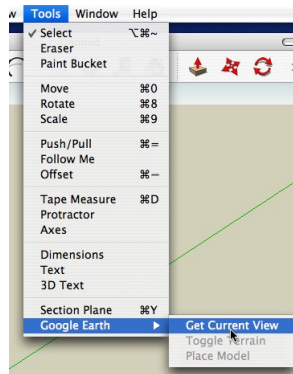 Tools Window Help
✓ Select ⌥⌘~
Eraser
Paint Bucket
Move ⌘0
Rotate ⌘8
Scale ⌘9
Push/Pull ⌘=
Follow Me
Offset ⌘–
Tape Measure ⌘D
Protractor
Axes
Dimensions
Text
3D Text
Section Plane ⌘Y
Google Earth ▶ Get Current View
Toggle Terrain
Place Model